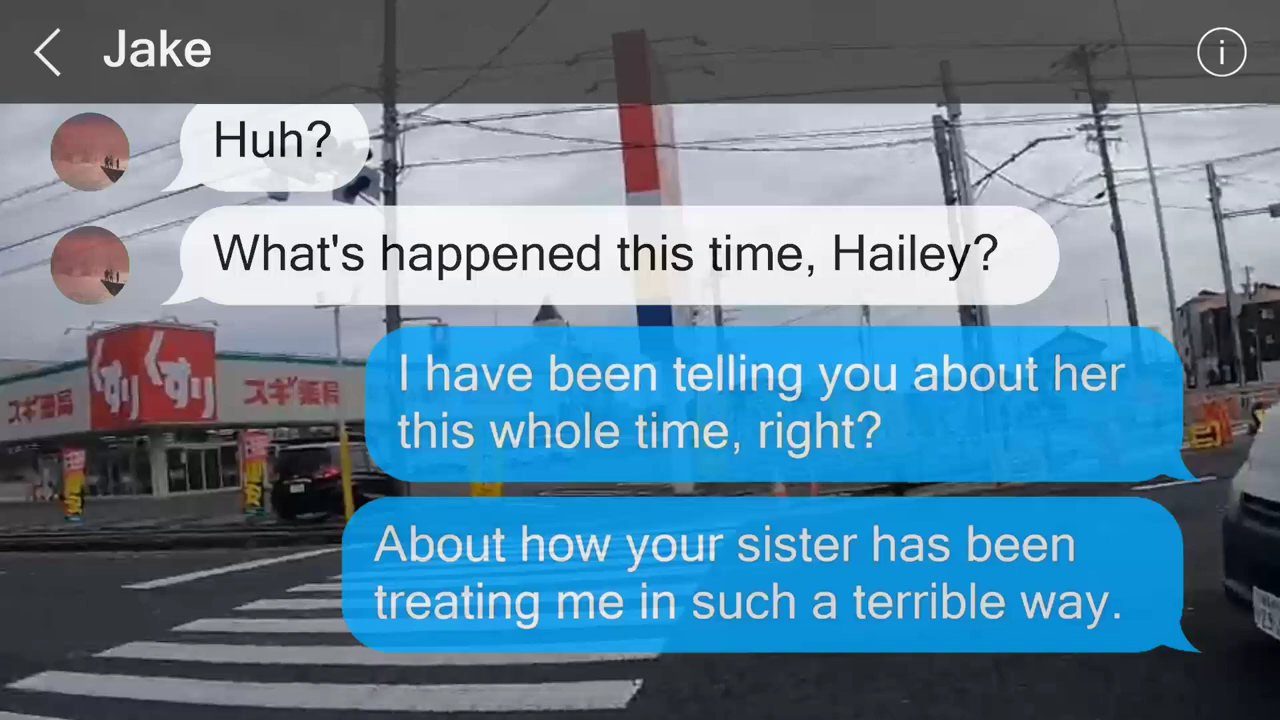 Jake
i
Huh?
What's happened this time, Hailey?
I have been telling you about her
this whole time, right?
About how your sister has been
treating me in such a terrible way.
くすり くすり
スギ薬局 スギ薬局